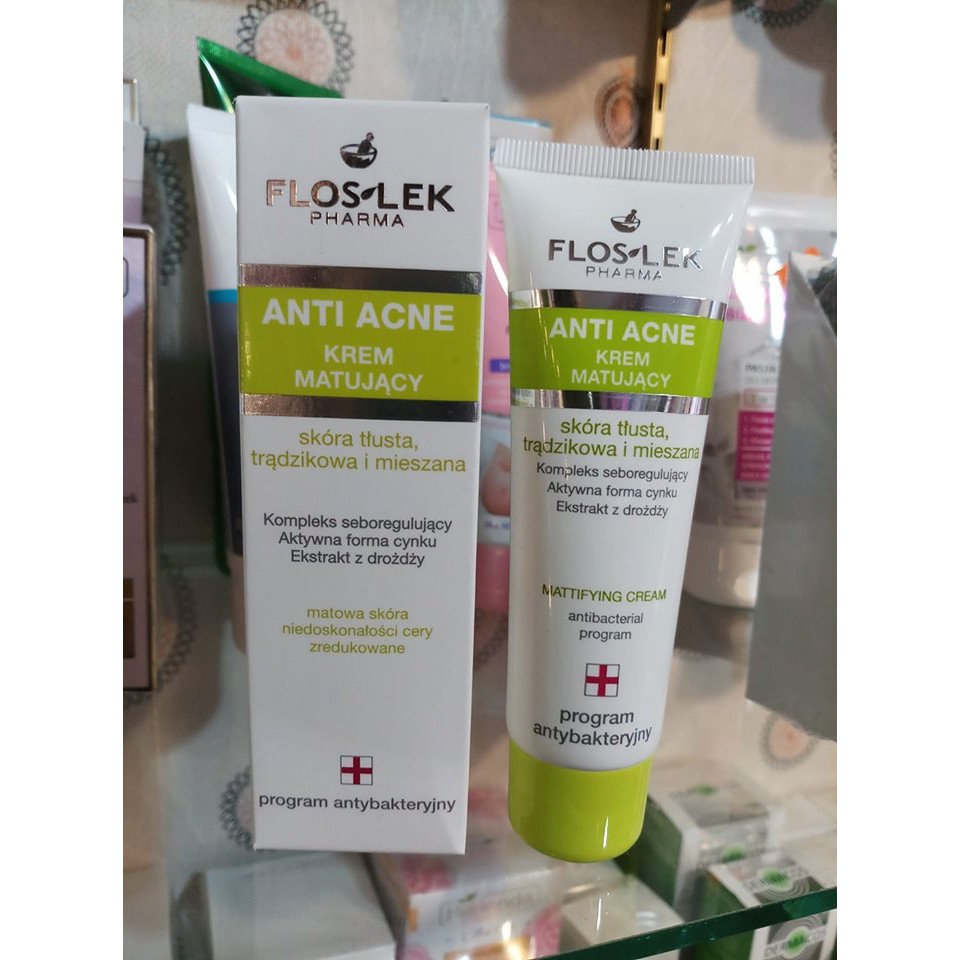 FLOS-LEK
PHARMA
ANTI ACNE
KREM
MATUJĄCY
skóra tłusta,
trądzikowa i mieszana
Kompleks seboregulujący
Aktywna forma cynku
Ekstrakt z drożdży
matowa skóra
niedoskonałości cery
zredukowane
program antybakteryjny
FLOS-LEK
PHARMA
ANTI ACNE
KREM
MATUJĄCY
skóra tłusta,
trądzikowa i mieszana
Kompleks seboregulujący
Aktywna forma cynku
Ekstrakt z drożdży
MATTIFYING CREAM
antibacterial
program
program
antybakteryjny